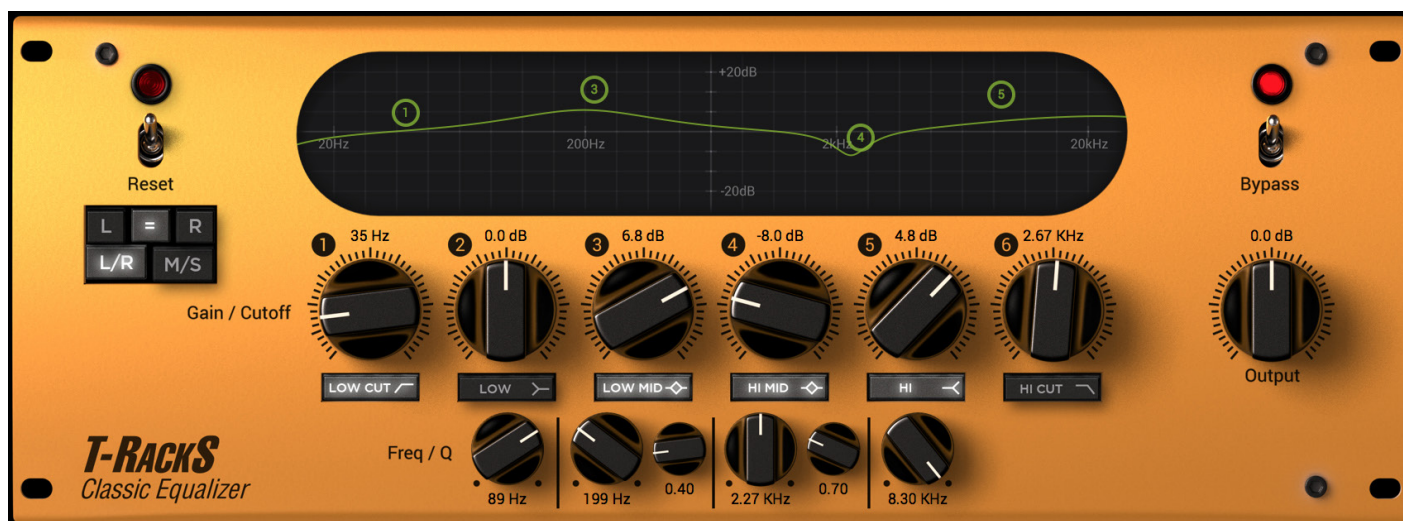 +20dB
1
3
5
4
20Hz
200Hz
2kHz
20kHz
-20dB
Reset
Bypass
L = R
L/R M/S
1 35 Hz
2 0.0 dB
3 6.8 dB
4 -8.0 dB
5 4.8 dB
6 2.67 KHz
0.0 dB
Gain / Cutoff
Output
LOW CUT
LOW
LOW MID
HI MID
HI
HI CUT
Freq / Q
89 Hz
199 Hz
0.40
2.27 KHz
0.70
8.30 KHz
T-RackS
Classic Equalizer